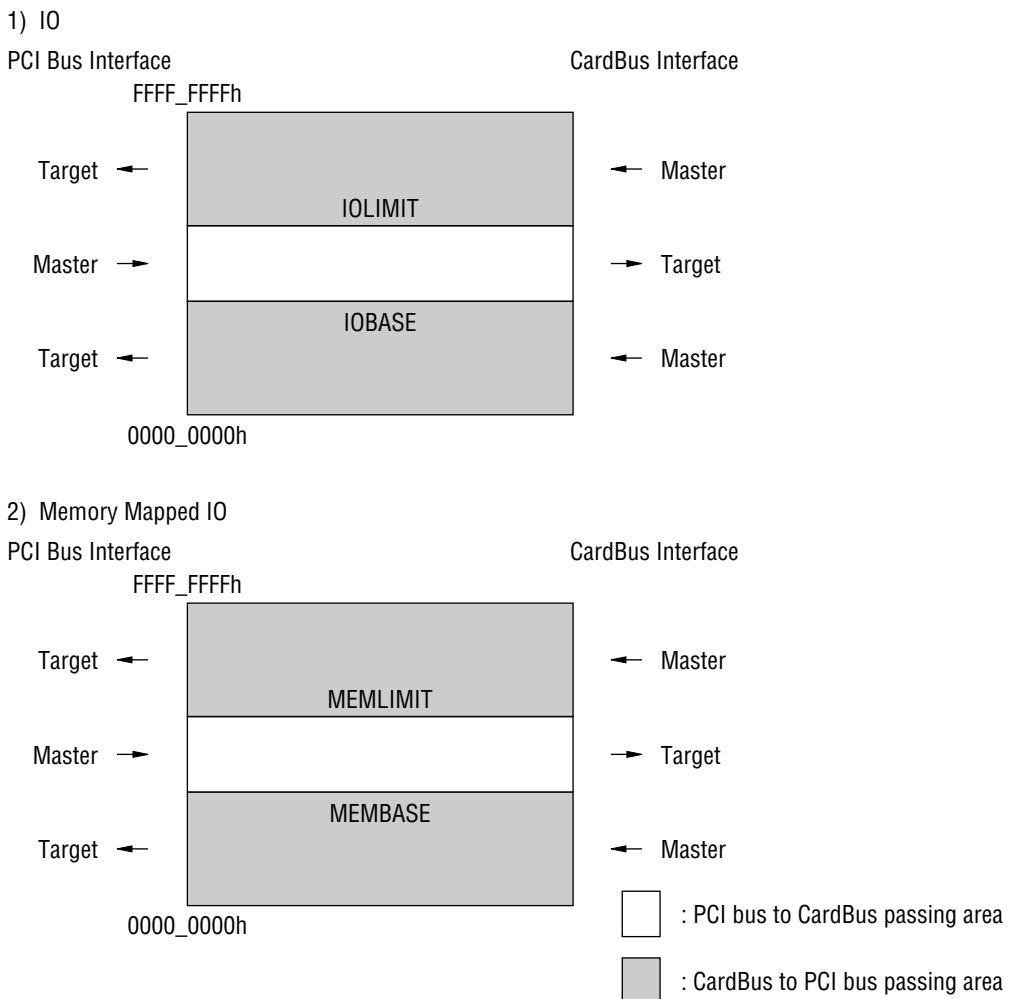 1) IO
PCI Bus Interface CardBus Interface
FFFF_FFFFh
Target Master
IOLIMIT
Master Target
IOBASE
Target Master
0000_0000h
2) Memory Mapped IO
PCI Bus Interface CardBus Interface
FFFF_FFFFh
Target Master
MEMLIMIT
Master Target
MEMBASE
Target Master
0000_0000h
: PCI bus to CardBus passing area
: CardBus to PCI bus passing area